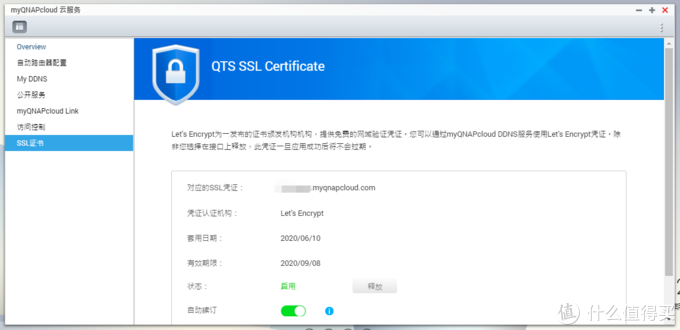 myQNAPcloud 云服务
Overview
自动路由器配置
My DDNS
公开服务
myQNAPcloud Link
访问控制
SSL证书
QTS SSL Certificate
Let's Encrypt为一发布的证书颁发机构机构。提供免费的网域验证凭证。您可以通过myQNAPcloud DDNS服务使用Let's Encrypt凭证。除
非您选择在接口上释放，此凭证一旦应用成功后将不会过期。
对应的SSL凭证：
.myqnapcloud.com
凭证认证机构：
Let's Encrypt
套用日期：
2020/06/10
有效期限：
2020/09/08
状态：
启用
释放
自动续订
值 什么值得买